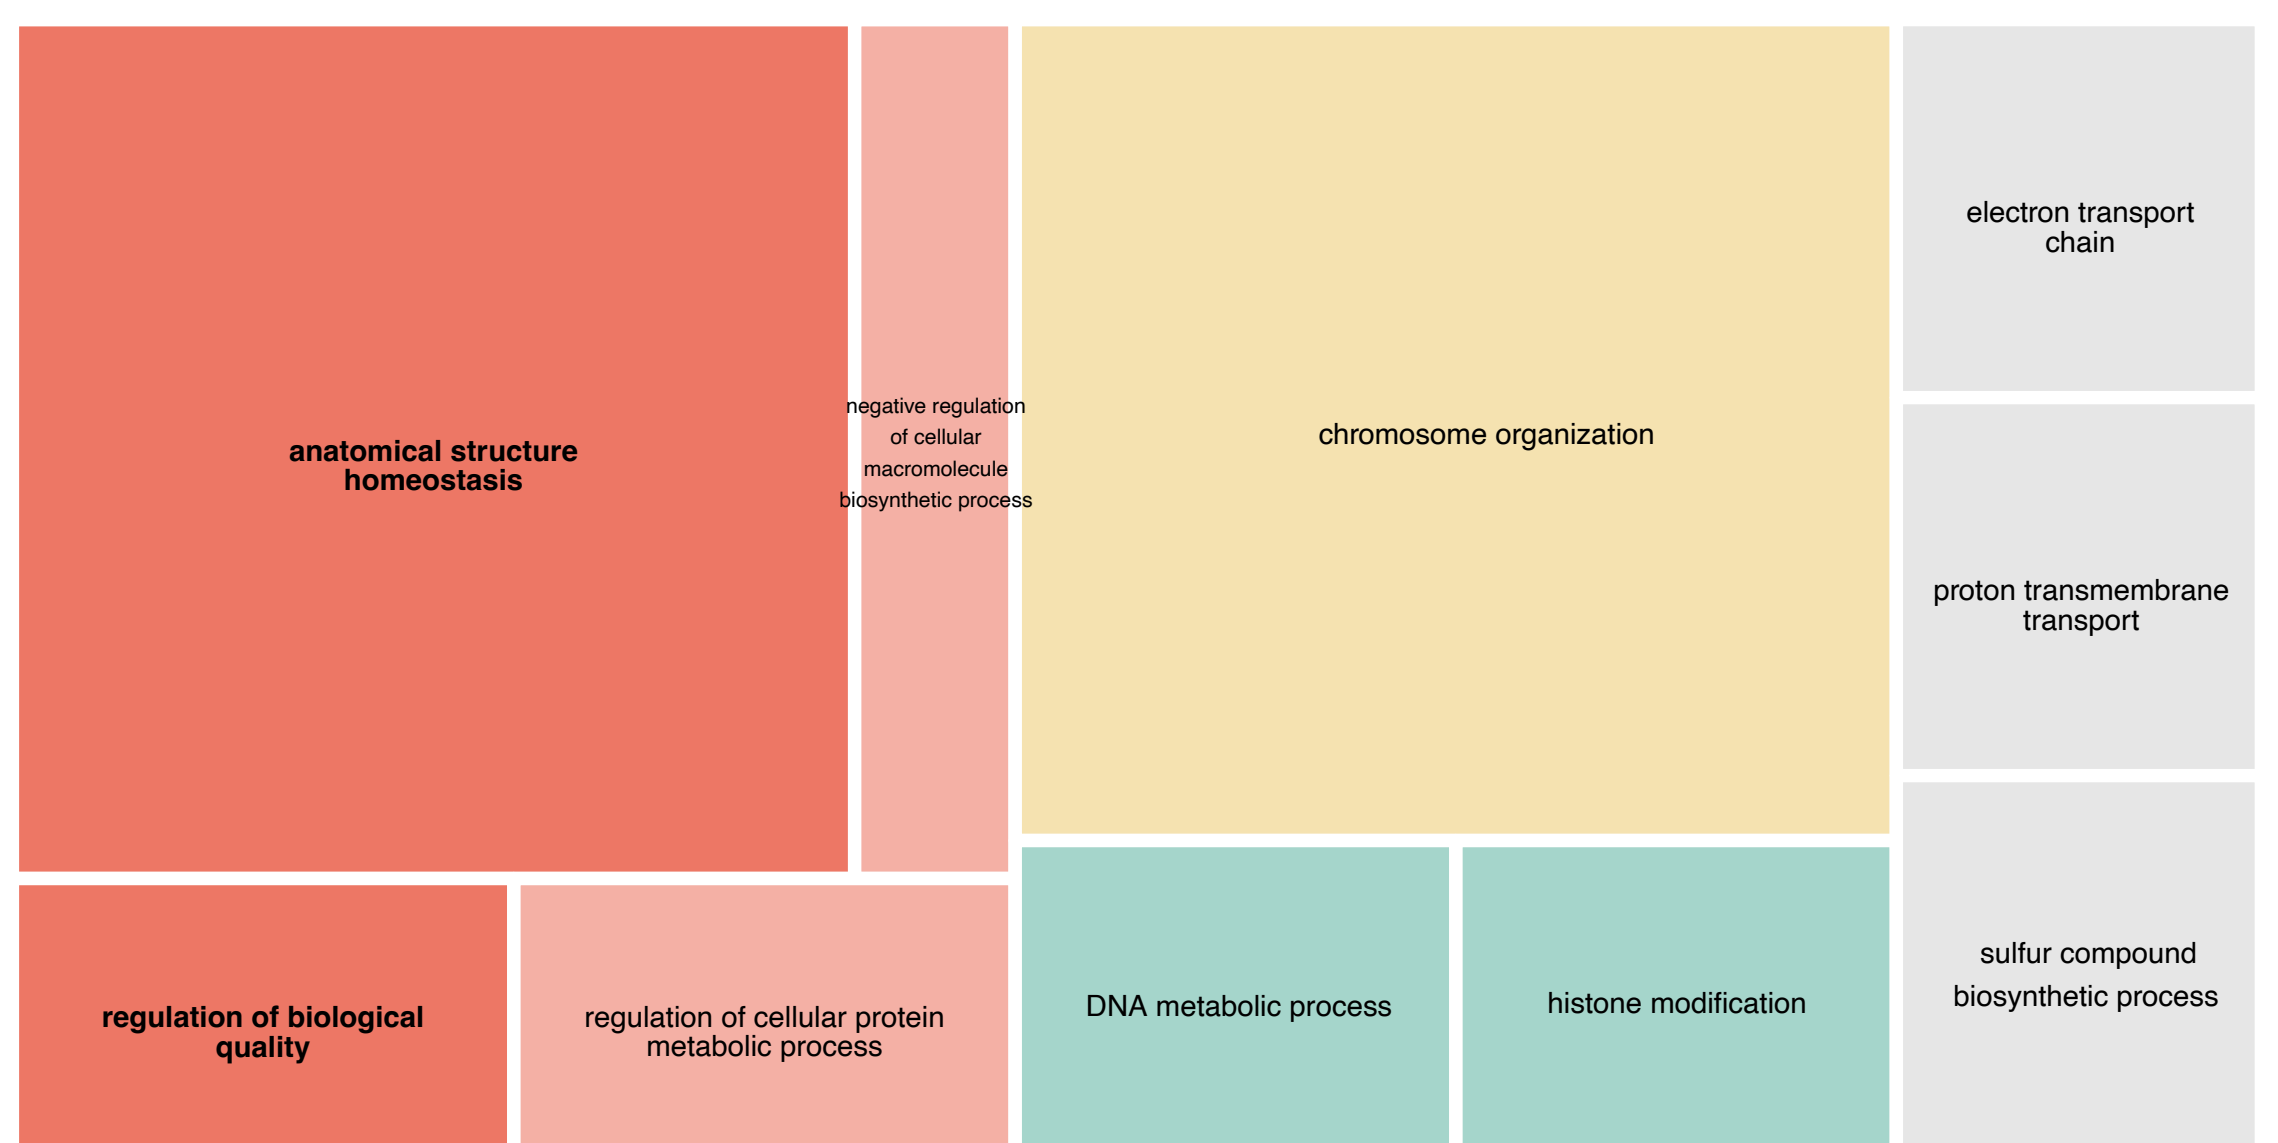 anatomical structure
homeostasis
negative regulation
of cellular
macromolecule
biosynthetic process
chromosome organization
electron transport
chain
proton transmembrane
transport
regulation of biological
quality
regulation of cellular protein
metabolic process
DNA metabolic process
histone modification
sulfur compound
biosynthetic process